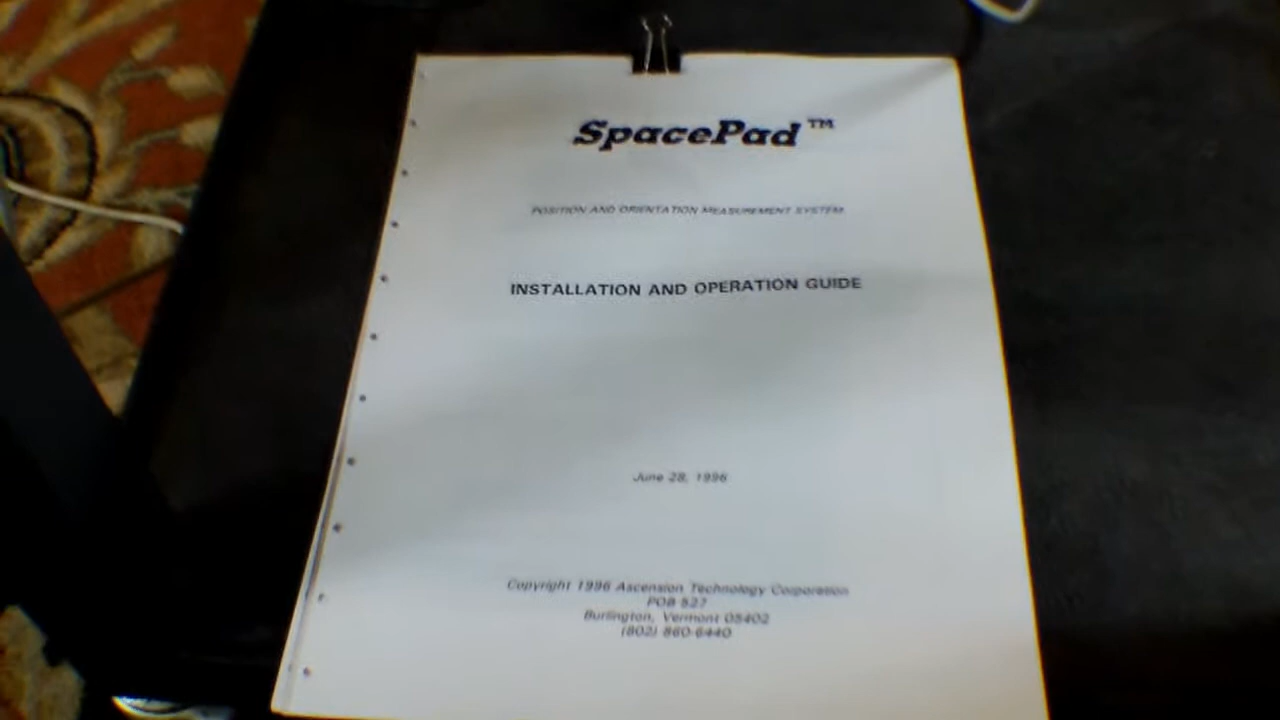 SpacePad™
POSITION AND ORIENTATION MEASUREMENT SYSTEM
INSTALLATION AND OPERATION GUIDE
June 28, 1996
Copyright 1996 Ascension Technology Corporation
POB 527
Burlington, Vermont 05402
(802) 860-6440